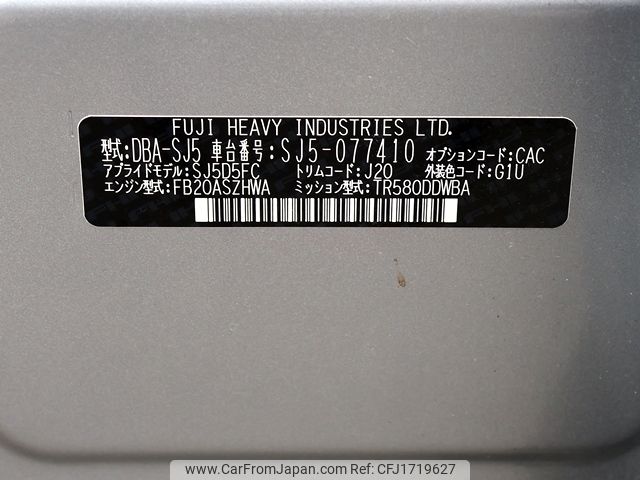 FUJI HEAVY INDUSTRIES LTD.
型式:DBA-SJ5 車台番号:SJ5-077410 オプションコード:CAC
アプライドモデル:SJ5D5FC トリムコード:J20 外装色コード:G1U
エンジン型式:FB20ASZHWA ミッション型式:TR580DDWBA
www.CarFromJapan.com - Car ID: CFJ1719627